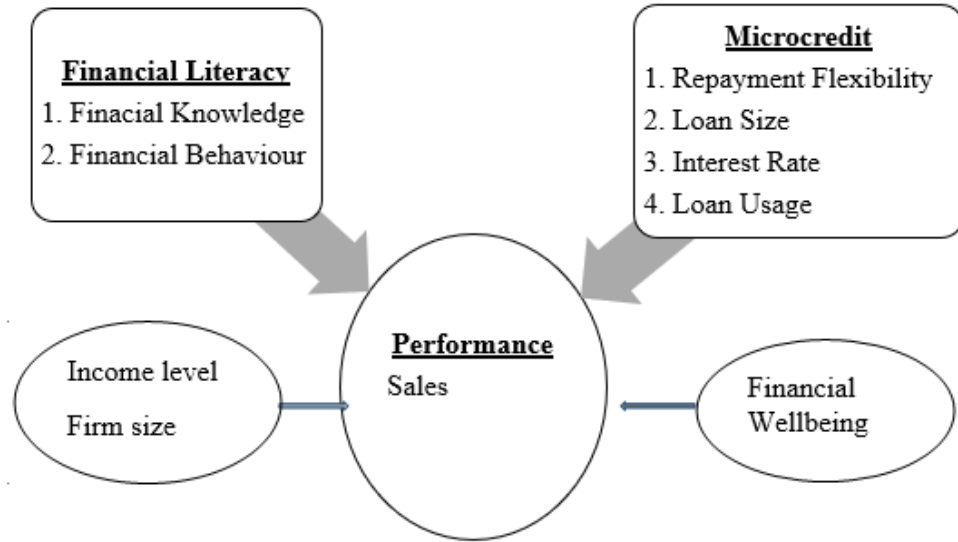 Financial Literacy
1. Finacial Knowledge
2. Financial Behaviour
Microcredit
1. Repayment Flexibility
2. Loan Size
3. Interest Rate
4. Loan Usage
Performance
Sales
Income level
Firm size
Financial
Wellbeing